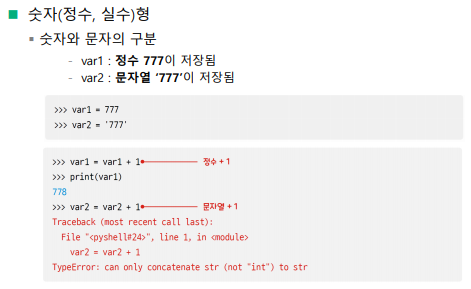 ■ 숫자(정수, 실수)형
▪ 숫자와 문자의 구분
- var1 : 정수 777이 저장됨
- var2 : 문자열 ‘777’이 저장됨
>>> var1 = 777
>>> var2 = '777'
>>> var1 = var1 + 1 정수 + 1
>>> print(var1)
778
>>> var2 = var2 + 1 문자열 + 1
Traceback (most recent call last):
File "<pyshell#24>", line 1, in <module>
var2 = var2 + 1
TypeError: can only concatenate str (not "int") to str